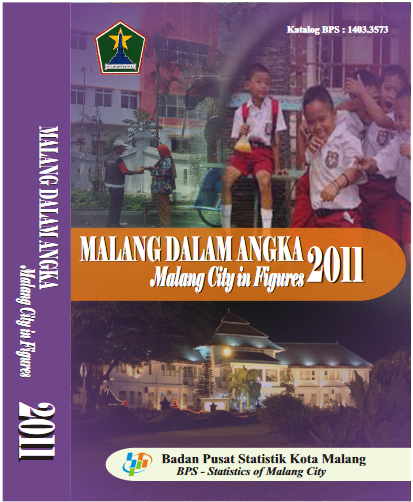 Katalog BPS : 1403.3573
MALANG DALAM ANGKA
Malang City in Figures
2011
MALANG DALAM ANGKA
Malang City in Figures
2011
Badan Pusat Statistik Kota Malang
BPS - Statistics of Malang City